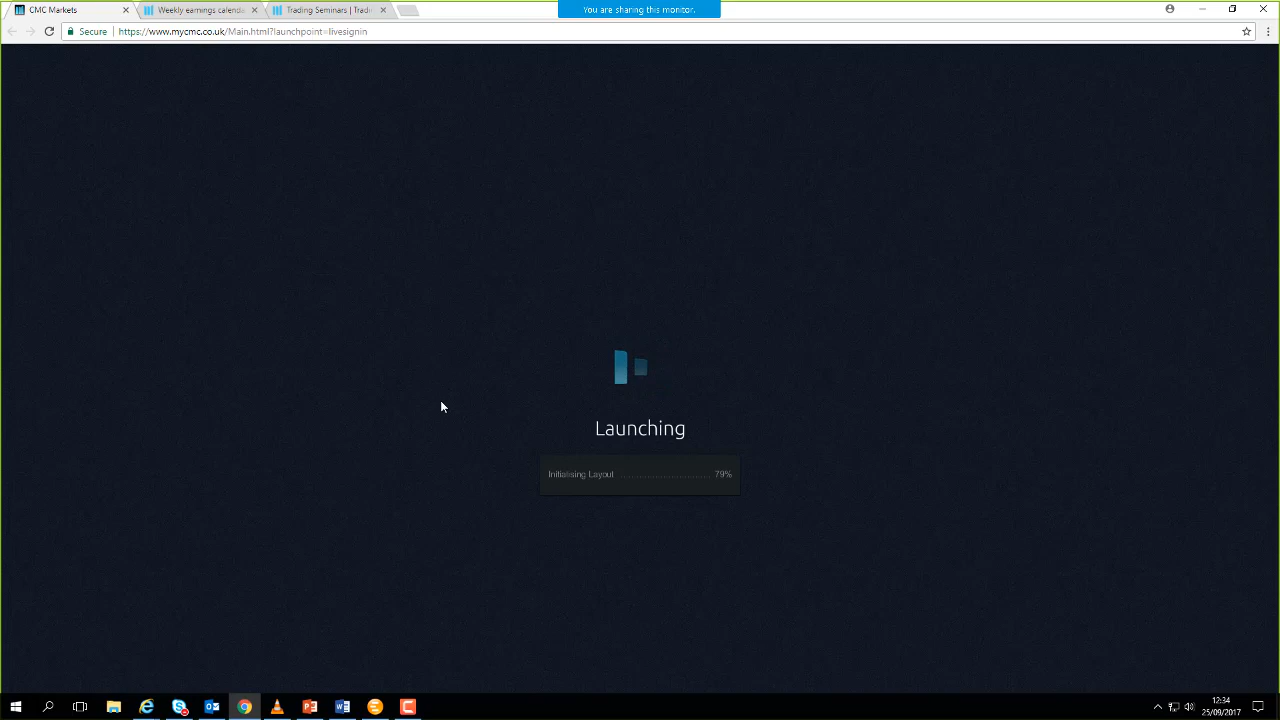 CMC Markets
Weekly earnings calenda
Trading Seminars | Tradi
You are sharing this monitor.
Secure
https://www.mycmc.co.uk/Main.html?launchpoint=livesignin
Launching
Initialising Layout ...................... 79%
12:34
25/09/2017